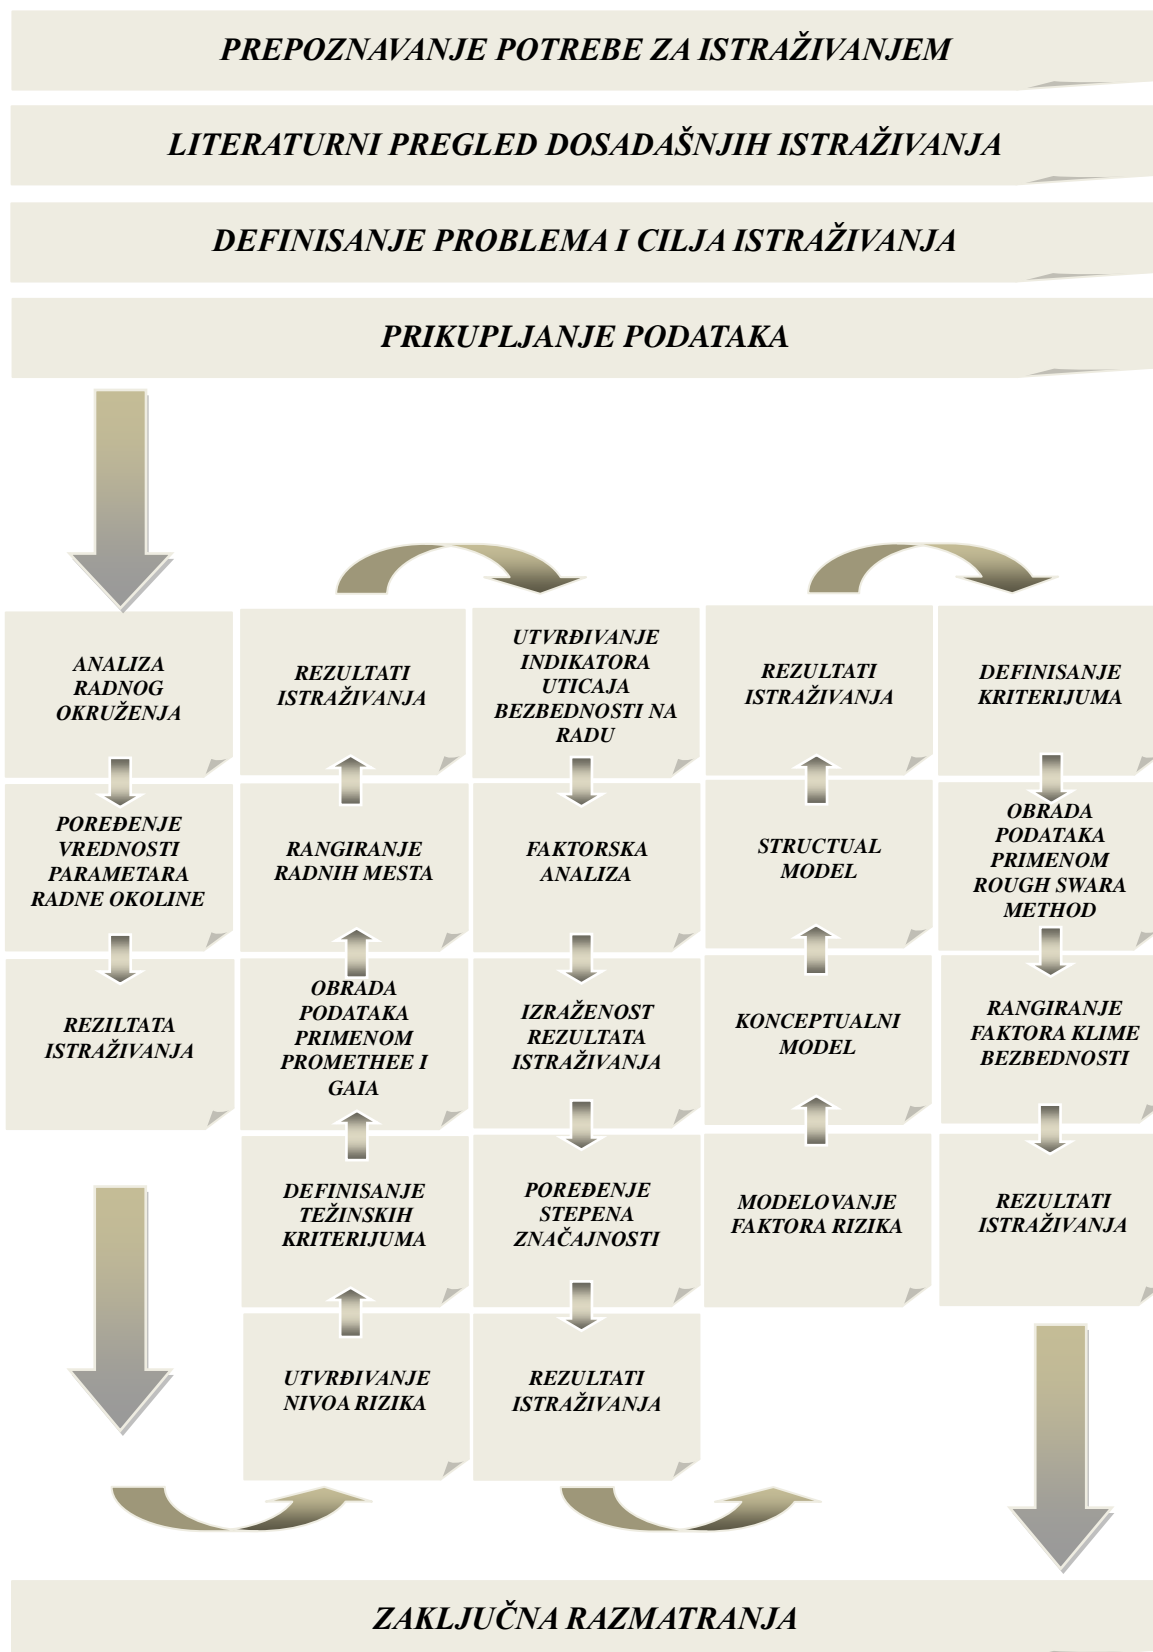 PREPOZNAVANJE POTREBE ZA ISTRAŽIVANJEM
LITERATURNI PREGLED DOSADAŠNJIH ISTRAŽIVANJA
DEFINISANJE PROBLEMA I CILJA ISTRAŽIVANJA
PRIKUPLJANJE PODATAKA
ANALIZA
RADNOG
OKRUŽENJA
POREĐENJE
VREDNOSTI
PARAMETARA
RADNE OKOLINE
REZILTATA
ISTRAŽIVANJA
REZULTATI
ISTRAŽIVANJA
RANGIRANJE
RADNIH MESTA
OBRADA
PODATAKA
PRIMENOM
PROMETHEE I
GAIA
DEFINISANJE
TEŽINSKIH
KRITERIJUMA
UTVRĐIVANJE
NIVOA RIZIKA
UTVRĐIVANJE
INDIKATORA
UTICAJA
BEZBEDNOSTI NA
RADU
FAKTORSKA
ANALIZA
IZRAŽENOST
REZULTATA
ISTRAŽIVANJA
POREĐENJE
STEPENA
ZNAČAJNOSTI
REZULTATI
ISTRAŽIVANJA
REZULTATI
ISTRAŽIVANJA
STRUCTUAL
MODEL
KONCEPTUALNI
MODEL
MODELOVANJE
FAKTORA RIZIKA
DEFINISANJE
KRITERIJUMA
OBRADA
PODATAKA
PRIMENOM
ROUGH SWARA
METHOD
RANGIRANJE
FAKTORA KLIME
BEZBEDNOSTI
REZULTATI
ISTRAŽIVANJA
ZAKLJUČNA RAZMATRANJA